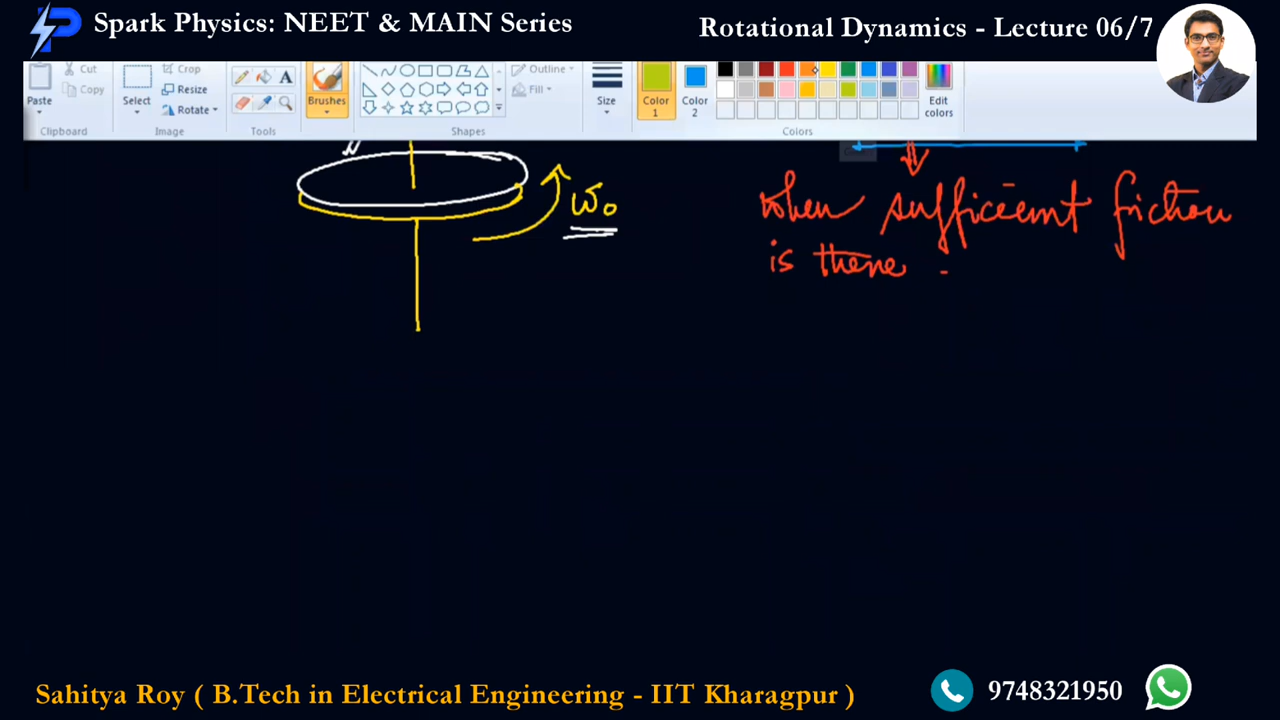 Spark Physics: NEET & MAIN Series
Rotational Dynamics - Lecture 06/7
Paste
Cut
Copy
Clipboard
Select
Crop
Resize
Rotate
Image
Tools
Brushes
Shapes
Outline
Fill
Size
Color 1
Color 2
Colors
Edit colors
ω₀
when sufficient friction
is there -
Sahitya Roy ( B.Tech in Electrical Engineering - IIT Kharagpur )
9748321950